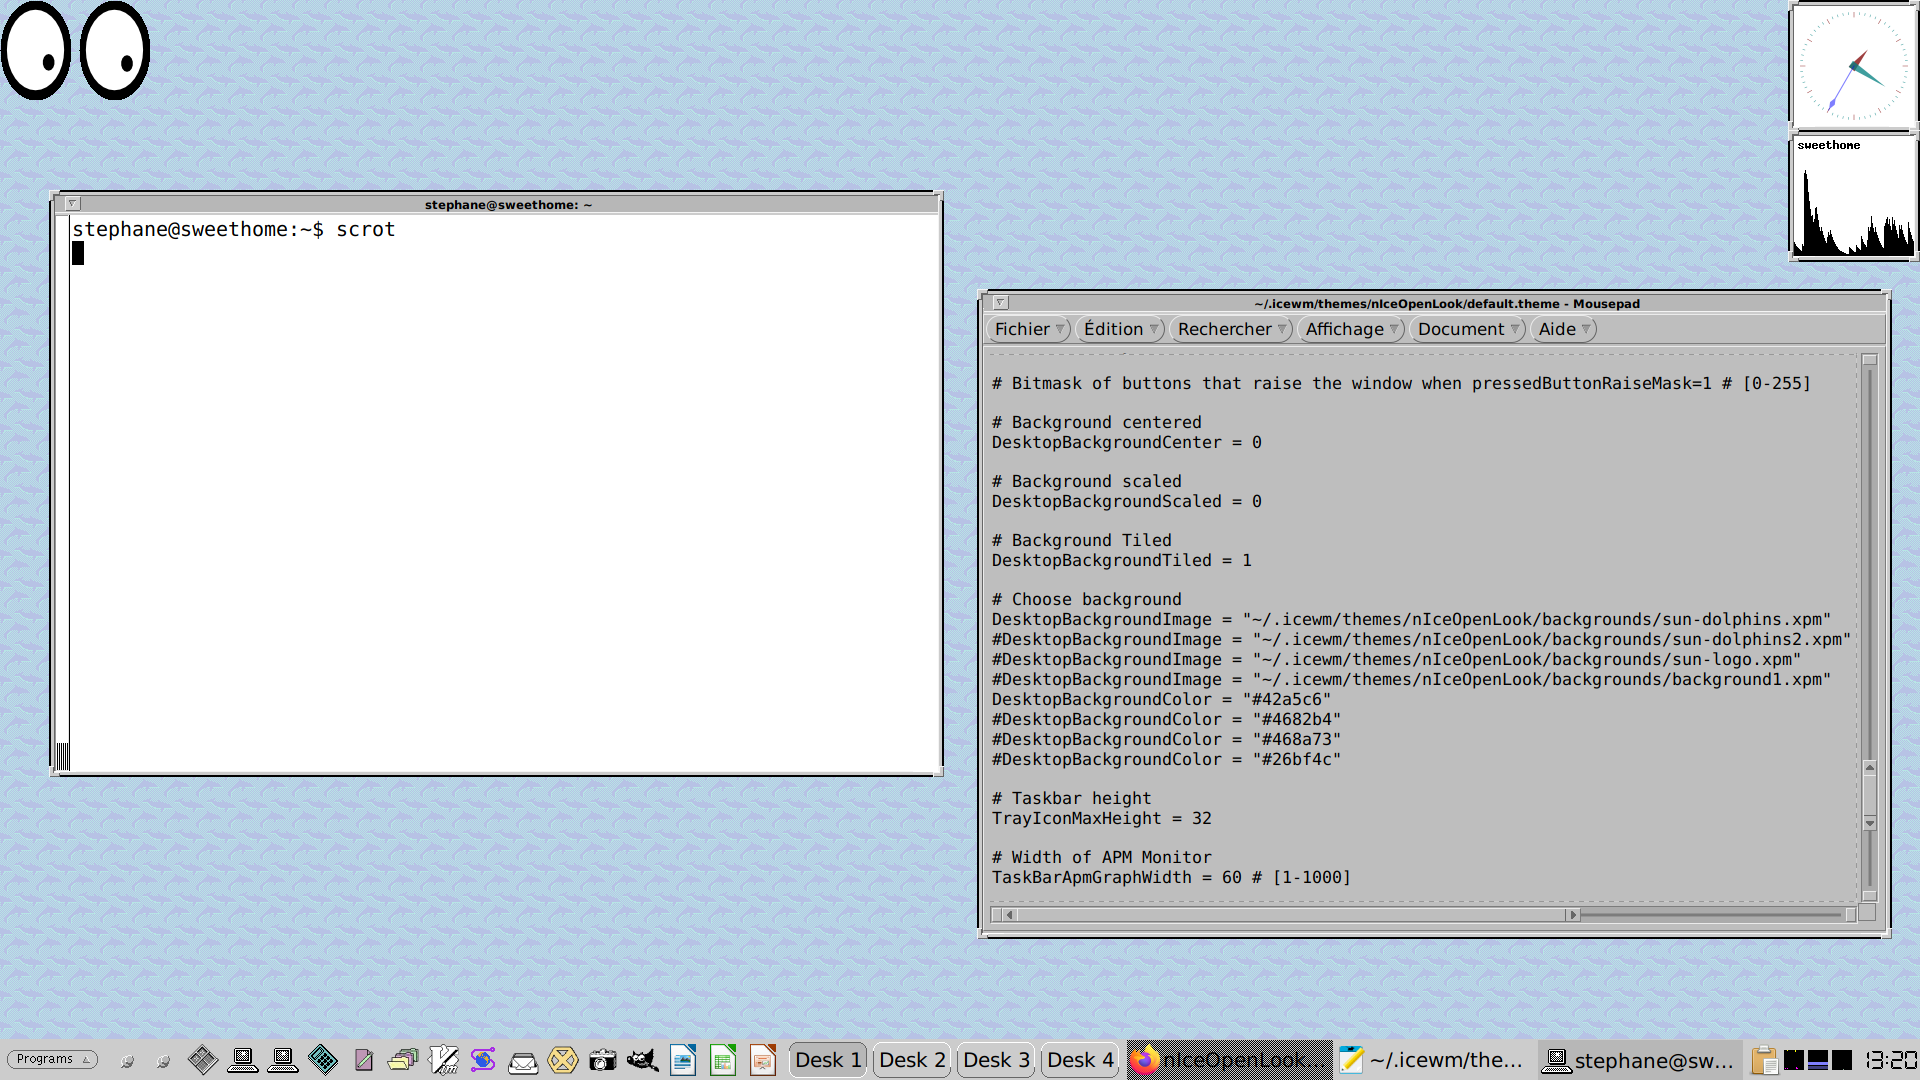 sweethome
stephane@sweethome: ~
stephane@sweethome:~$ scrot
~/.icewm/themes/nIceOpenLook/default.theme - Mousepad
Fichier Édition Rechercher Affichage Document Aide
# Bitmask of buttons that raise the window when pressedButtonRaiseMask=1 # [0-255]
# Background centered
DesktopBackgroundCenter = 0
# Background scaled
DesktopBackgroundScaled = 0
# Background Tiled
DesktopBackgroundTiled = 1
# Choose background
DesktopBackgroundImage = "~/.icewm/themes/nIceOpenLook/backgrounds/sun-dolphins.xpm"
#DesktopBackgroundImage = "~/.icewm/themes/nIceOpenLook/backgrounds/sun-dolphins2.xpm"
#DesktopBackgroundImage = "~/.icewm/themes/nIceOpenLook/backgrounds/sun-logo.xpm"
#DesktopBackgroundImage = "~/.icewm/themes/nIceOpenLook/backgrounds/background1.xpm"
DesktopBackgroundColor = "#42a5c6"
#DesktopBackgroundColor = "#4682b4"
#DesktopBackgroundColor = "#468a73"
#DesktopBackgroundColor = "#26bf4c"
# Taskbar height
TrayIconMaxHeight = 32
# Width of APM Monitor
TaskBarApmGraphWidth = 60 # [1-1000]
Programs Desk 1 Desk 2 Desk 3 Desk 4 nIceOpenLook ~/.icewm/the... stephane@sw... 13:20